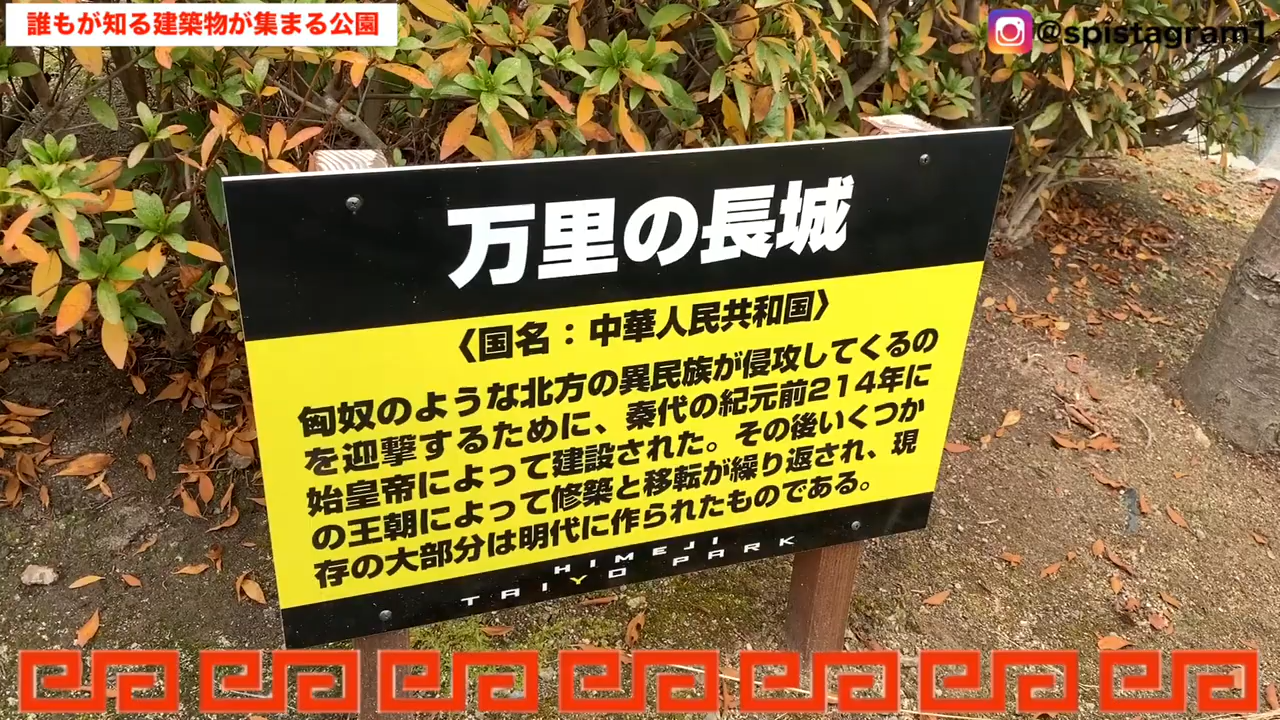 誰もが知る建築物が集まる公園
@spistagram1
万里の長城
〈国名：中華人民共和国〉
匈奴のような北方の異民族が侵攻してくるの
を迎撃するために、秦代の紀元前214年に
始皇帝によって建設された。その後いくつか
の王朝によって修築と移転が繰り返され、現
存の大部分は明代に作られたものである。
HIMEJI
TAIYO PARK